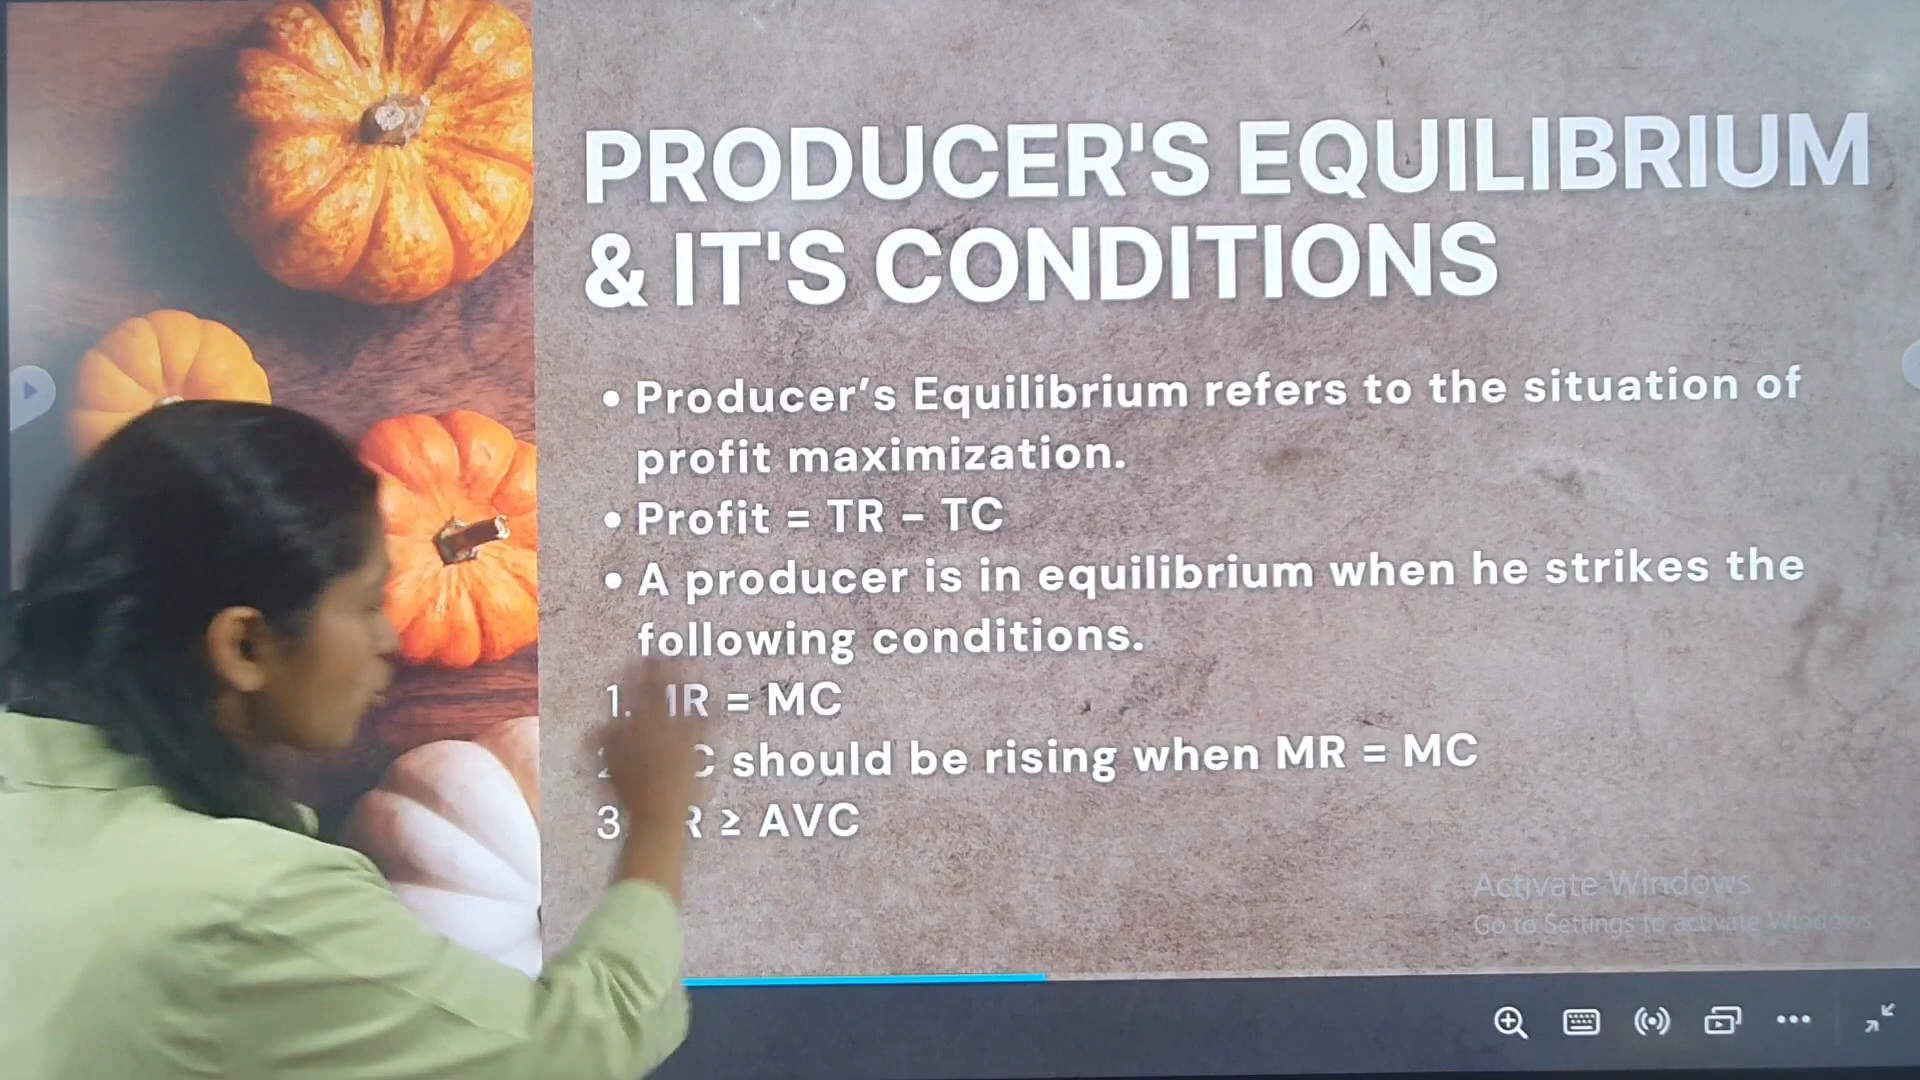 PRODUCER'S EQUILIBRIUM
& IT'S CONDITIONS
• Producer’s Equilibrium refers to the situation of
profit maximization.
• Profit = TR – TC
• A producer is in equilibrium when he strikes the
following conditions.
1. MR = MC
should be rising when MR = MC
3 ≥ AVC
Activate Windows
Go to Settings to activate Windows.